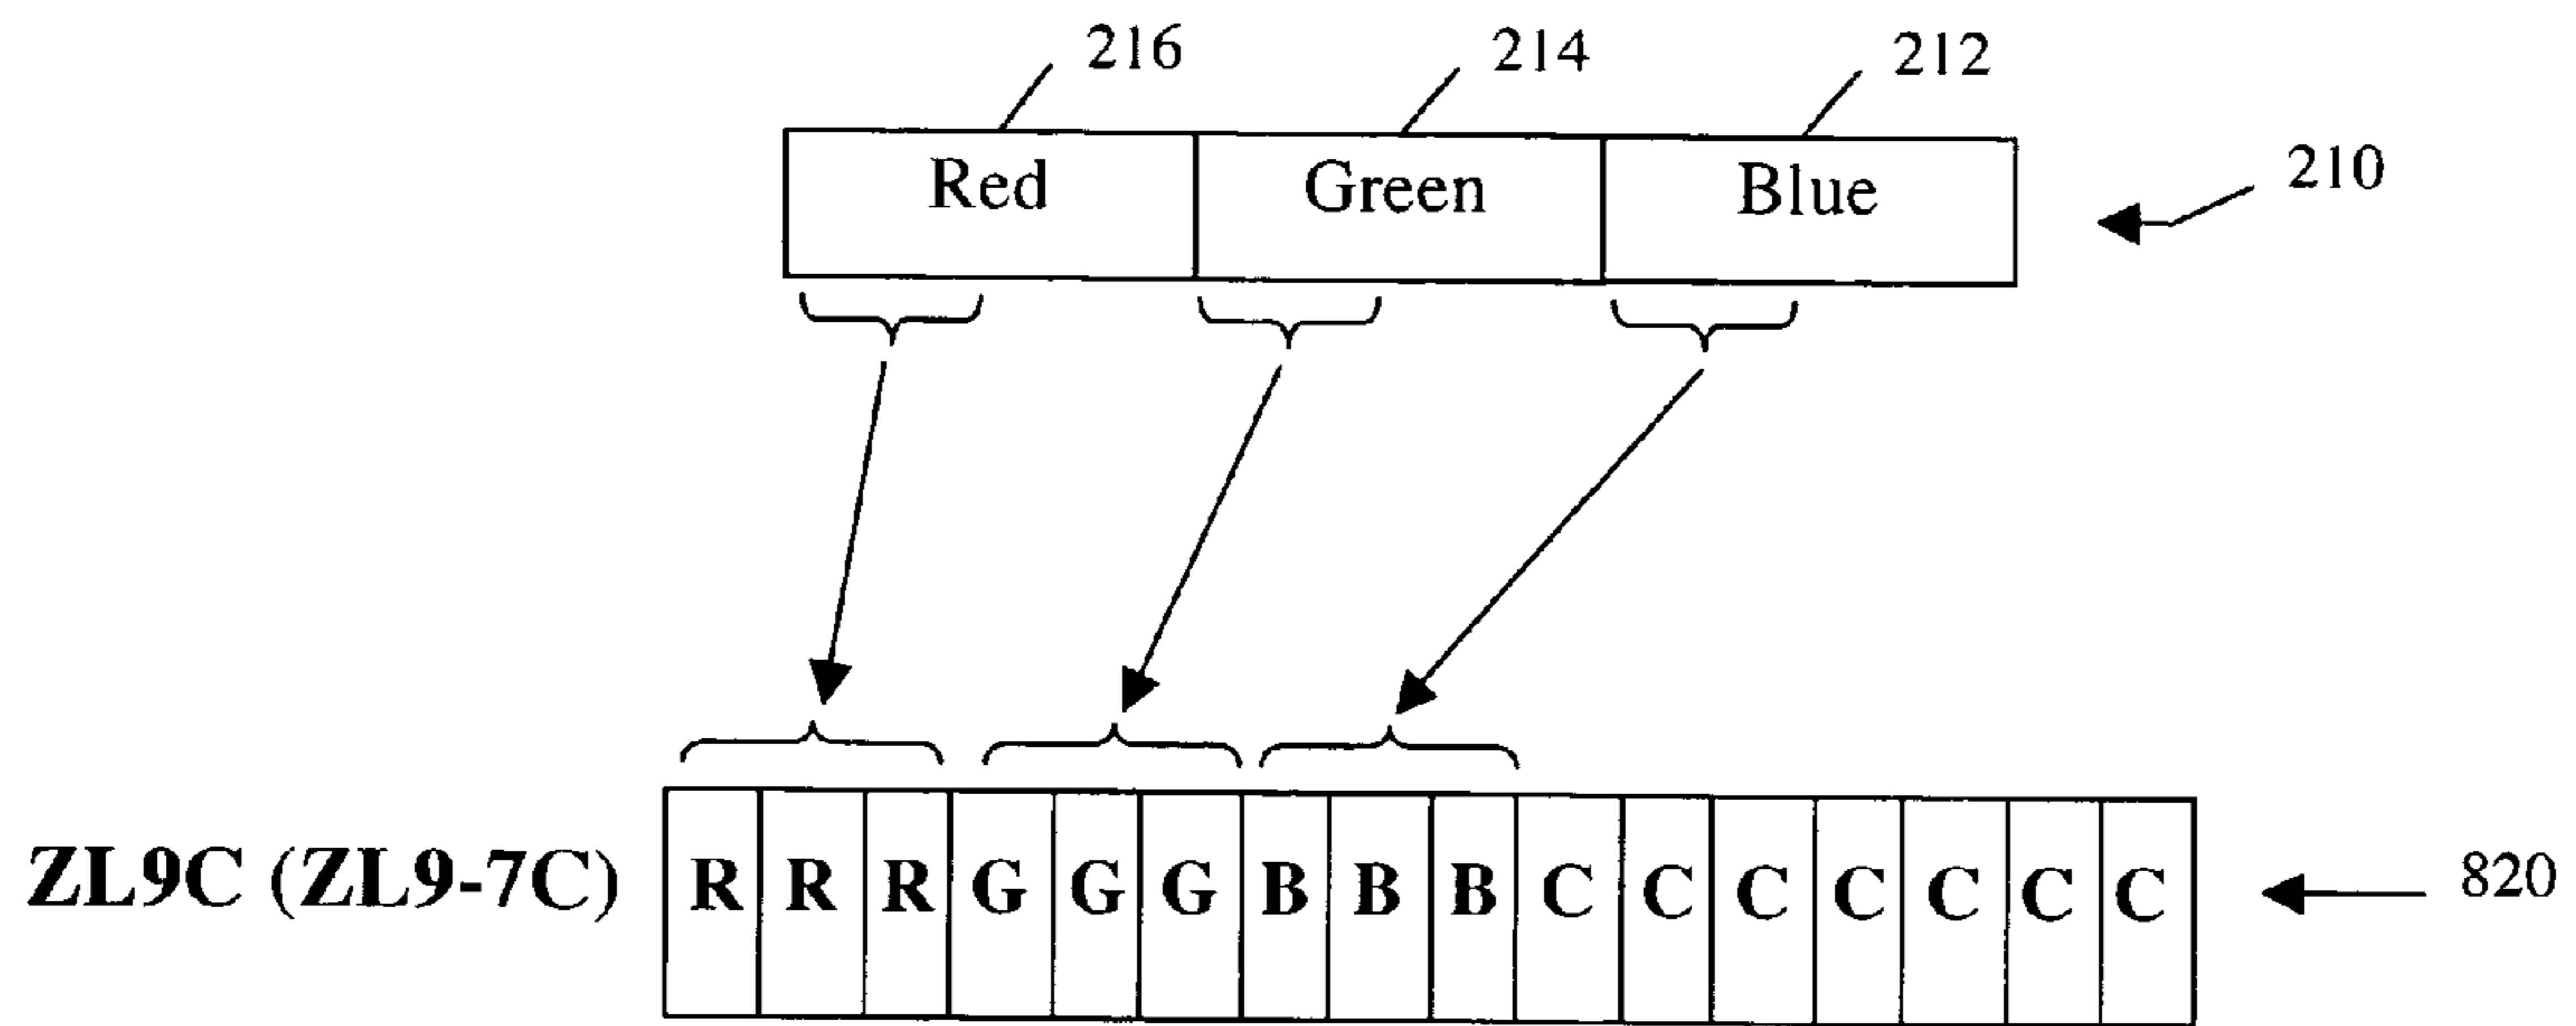 216 214 212
Red Green Blue
210
ZL9C (ZL9-7C) R R R G G G B B B C C C C C C C
820